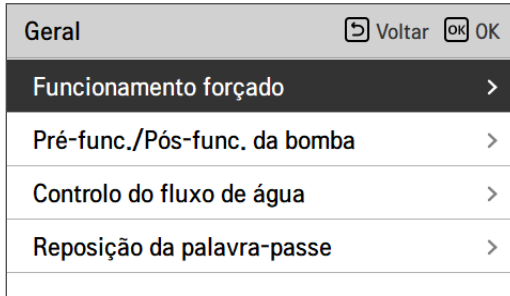 Geral Voltar OK OK
Funcionamento forçado
Pré-func./Pós-func. da bomba
Controlo do fluxo de água
Reposição da palavra-passe